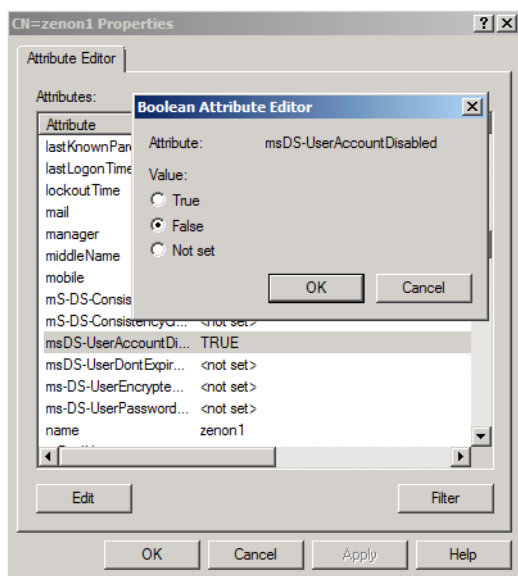 CN=zenon1 Properties
Attribute Editor
Attributes:
Attribute
lastKnownPar
lastLogonTime
lockoutTime
mail
manager
middleName
mobile
mS-DS-Consis
mS-DS-ConsistencyG... <not set>
msDS-UserAccountDi... TRUE
msDS-UserDontExpir... <not set>
ms-DS-UserEncrypte... <not set>
ms-DS-UserPassword... <not set>
name zenon1
Boolean Attribute Editor
Attribute: msDS-UserAccountDisabled
Value:
True
False
Not set
OK Cancel
Edit Filter
OK Cancel Apply Help